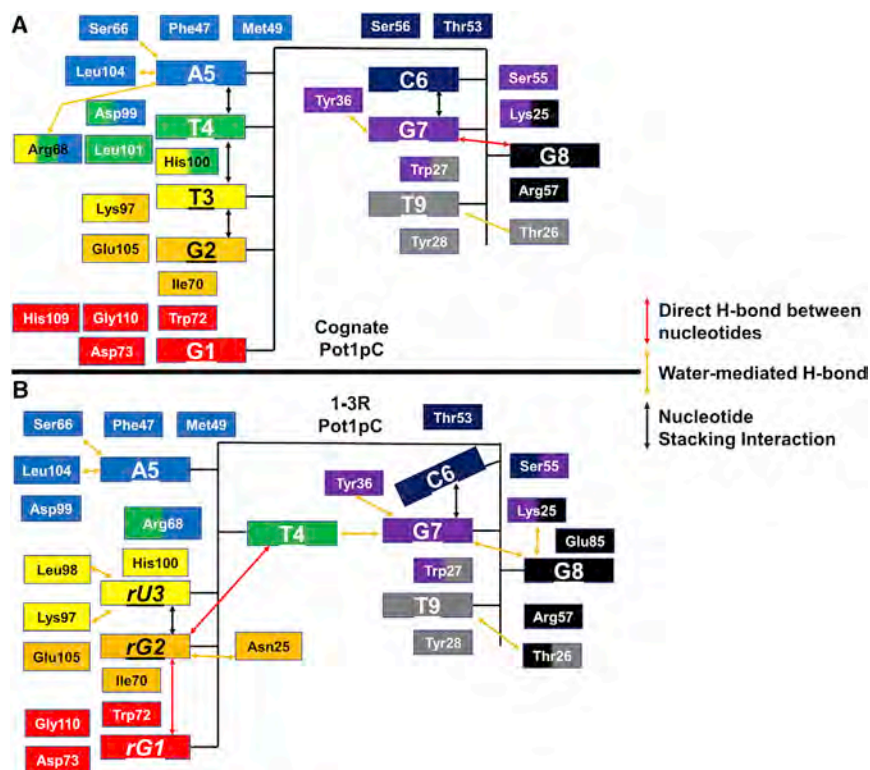 A
Ser66 Phe47 Met49 Ser56 Thr53
Leu104 A5 C6 Ser55
Tyr36
Asp99 Lys25
T4 G7
Arg68 Leu101 His100 G8
Trp27
T3 Arg57
Lys97 T9
Glu105 G2 Tyr28 Thr26
Ile70
His109 Gly110 Trp72
Asp73 G1
Cognate
Pot1pC
Direct H-bond between
nucleotides
Water-mediated H-bond
Nucleotide
Stacking Interaction
B
1-3R
Pot1pC
Ser66 Phe47 Met49 Thr53
Leu104 A5 C6 Ser55
Tyr36
Asp99 Lys25
Arg68 T4 G7 Glu85
Leu98 His100 G8
Trp27
rU3
Lys97 T9 Arg57
Glu105 rG2 Asn25 Tyr28 Thr26
Ile70
Gly110 Trp72
Asp73 rG1